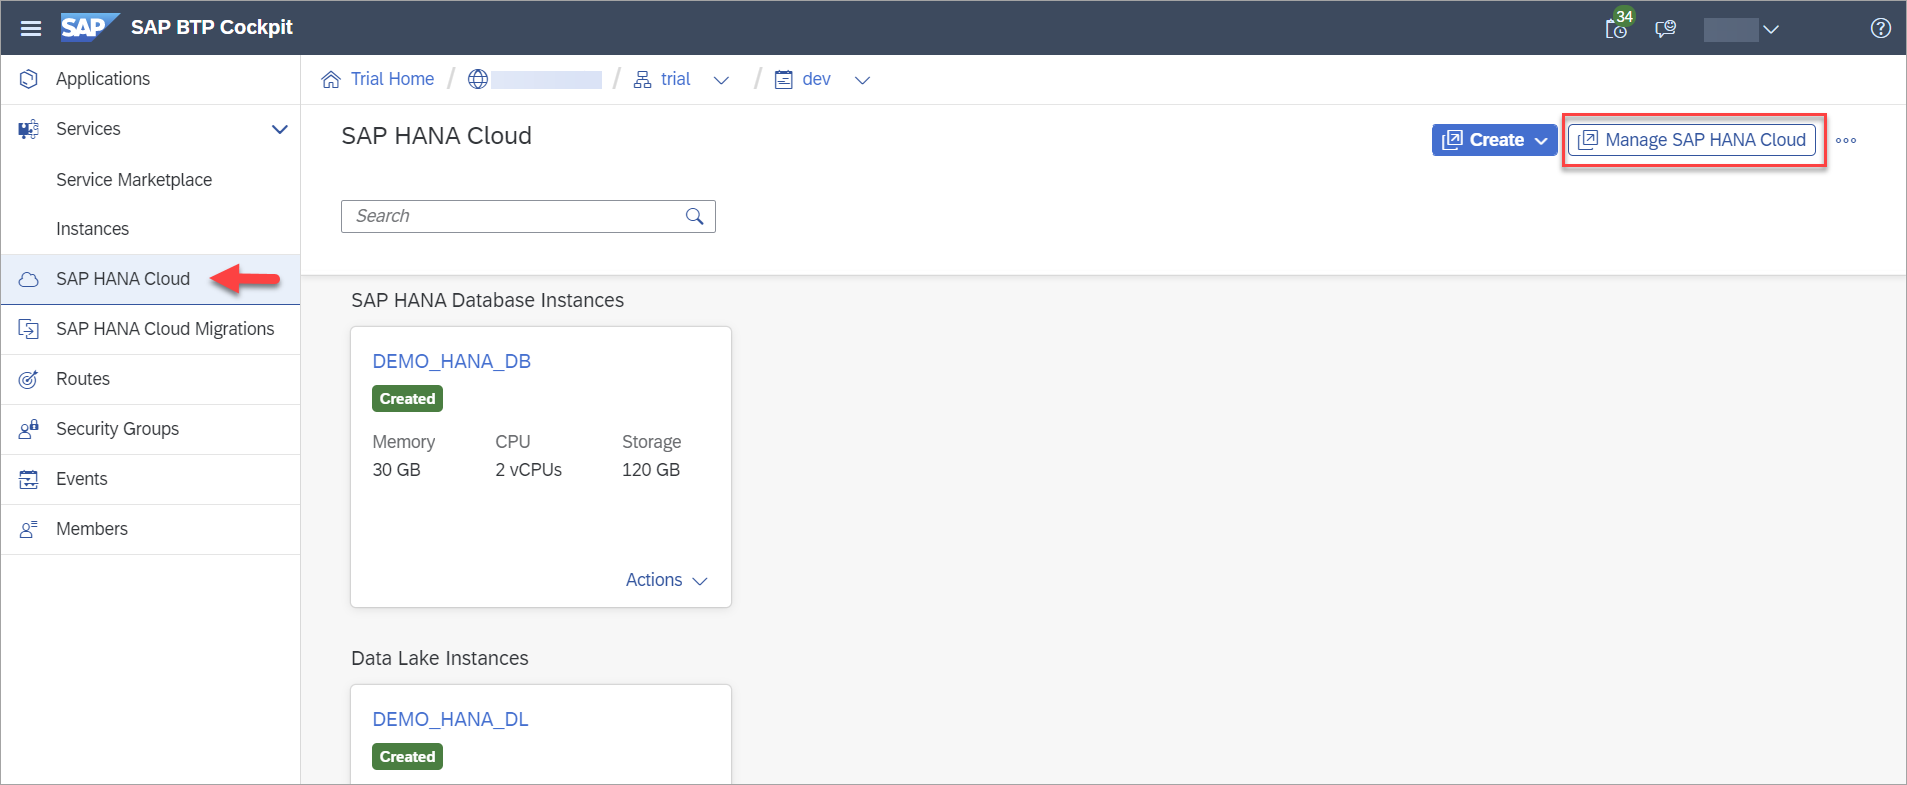 SAP SAP BTP Cockpit 34
Applications
Services
Service Marketplace
Instances
SAP HANA Cloud
SAP HANA Cloud Migrations
Routes
Security Groups
Events
Members
Trial Home / / trial / dev
SAP HANA Cloud
Create
Manage SAP HANA Cloud
Search
SAP HANA Database Instances
DEMO_HANA_DB
Created
Memory CPU Storage
30 GB 2 vCPUs 120 GB
Actions
Data Lake Instances
DEMO_HANA_DL
Created